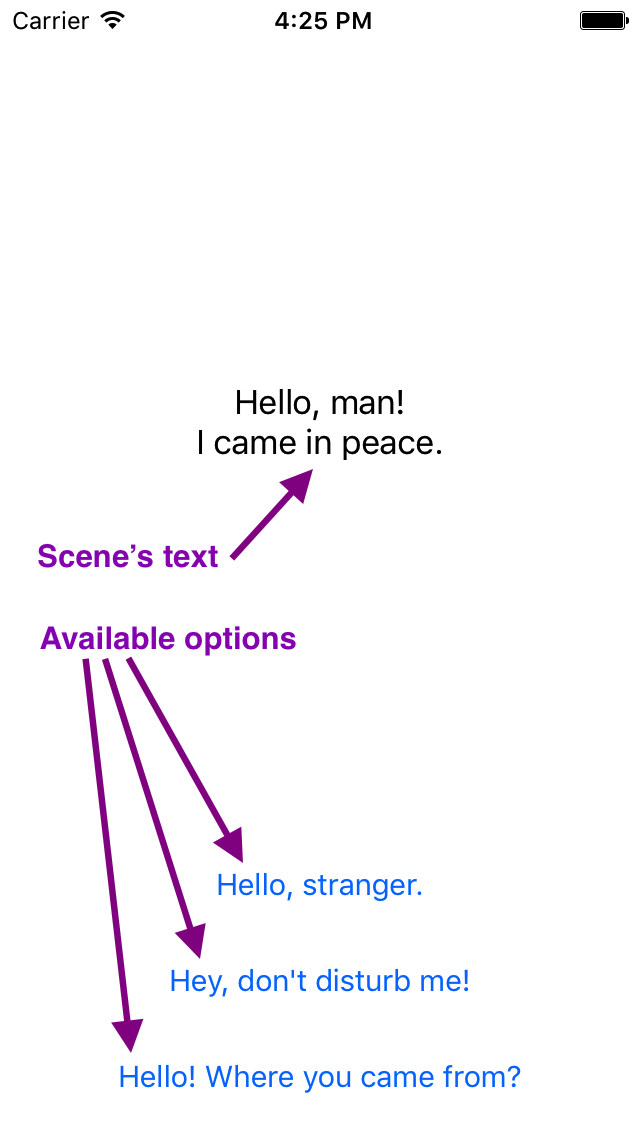 Carrier 4:25 PM
Hello, man!
I came in peace.
Scene’s text
Available options
Hello, stranger.
Hey, don't disturb me!
Hello! Where you came from?